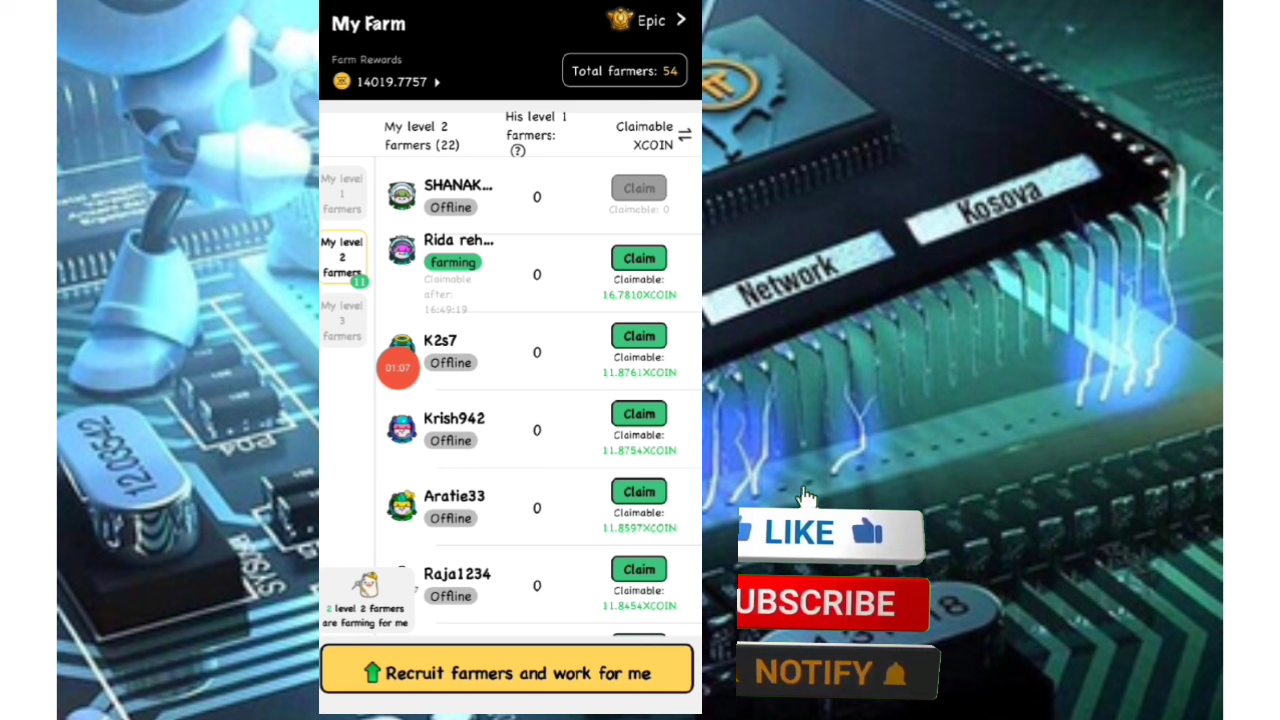 My Farm
Epic
Farm Rewards
14019.7757
Total farmers: 54
My level 2
farmers (22)
His level 1
farmers:
(?)
Claimable
XCOIN
My level
1
farmers
My level
2
farmers
11
My level
3
farmers
SHANAK...
Offline
0
Claim
Claimable: 0
Rida reh...
farming
Claimable
after:
16:49:19
0
Claim
Claimable:
16.7810XCOIN
K2s7
Offline
0
Claim
Claimable:
11.8761XCOIN
01:07
Krish942
Offline
0
Claim
Claimable:
11.8754XCOIN
Aratie33
Offline
0
Claim
Claimable:
11.8597XCOIN
Raja1234
Offline
0
Claim
Claimable:
11.8454XCOIN
2 level 2 farmers
are farming for me
Recruit farmers and work for me
Kosova
Network
12.03542
LIKE
UBSCRIBE
NOTIFY